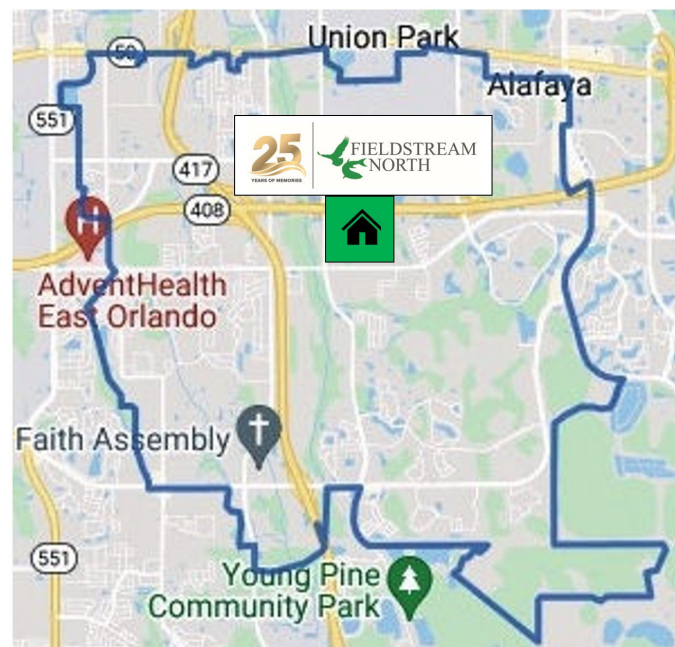 Union Park
50
Alafaya
551
25
YEARS OF MEMORIES
FIELDSTREAM
NORTH
417
408
H
AdventHealth
East Orlando
Faith Assembly
551
Young Pine
Community Park